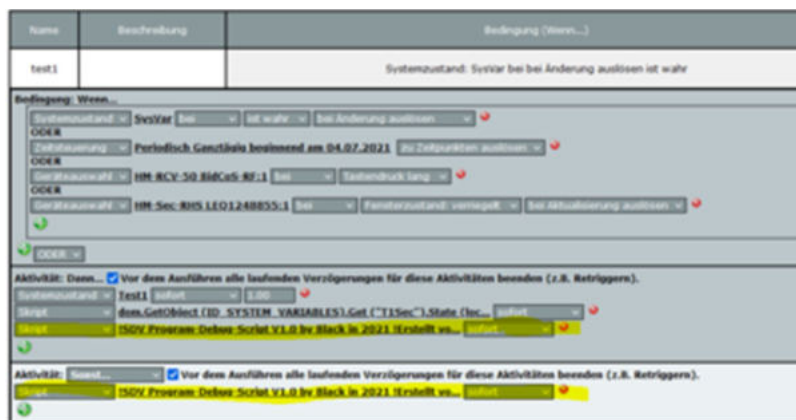 Name Beschreibung Bedingung (Wenn...)
test1 Systemzustand: SysVar bei bei Änderung auslösen ist wahr
Bedingung: Wenn...
Systemzustand SysVar bei ist wahr bei Änderung auslösen
ODER
Zeitsteuerung Periodisch Ganztägig beginnend am 04.07.2021 zu Zeitpunkten auslösen
ODER
Geräteauswahl HM-RCV-50 BidCoS-RF:1 bei Tastendruck lang
ODER
Geräteauswahl HM-Sec-RHS LEQ1248855:1 bei Fensterzustand: verriegelt bei Aktualisierung auslösen
ODER
Aktivität: Dann... Vor dem Ausführen alle laufenden Verzögerungen für diese Aktivitäten beenden (z.B. Retriggern).
Systemzustand Test1 sofort 1.00
Skript dom.GetObject (ID_SYSTEM_VARIABLES).Get ("T1Sec").State (loc... sofort
Skript !SDV Program-Debug-Script V1.0 by Black in 2021 !Erstellt vo... sofort
Aktivität: Sonst... Vor dem Ausführen alle laufenden Verzögerungen für diese Aktivitäten beenden (z.B. Retriggern).
Skript !SDV Program-Debug-Script V1.0 by Black in 2021 !Erstellt vo... sofort